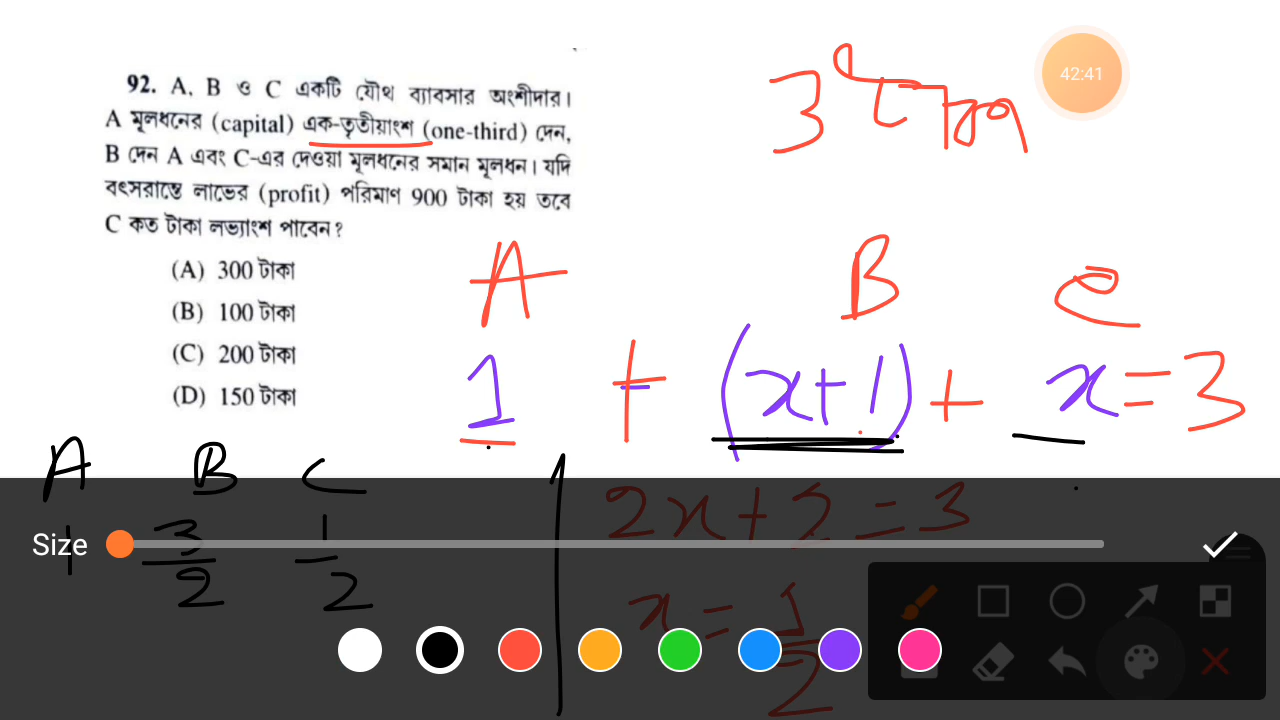 42:41
92. A, B ও C একটি যৌথ ব্যাবসার অংশীদার।
A মূলধনের (capital) এক-তৃতীয়াংশ (one-third) দেন,
B দেন A এবং C-এর দেওয়া মূলধনের সমান মূলধন। যদি
বৎসরান্তে লাভের (profit) পরিমাণ 900 টাকা হয় তবে
C কত টাকা লভ্যাংশ পাবেন?
(A) 300 টাকা
(B) 100 টাকা
(C) 200 টাকা
(D) 150 টাকা
A B C
1 + (x+1) + x = 3
A B C
1 3/2 1/2
2x+2=3
x = 1/2
Size